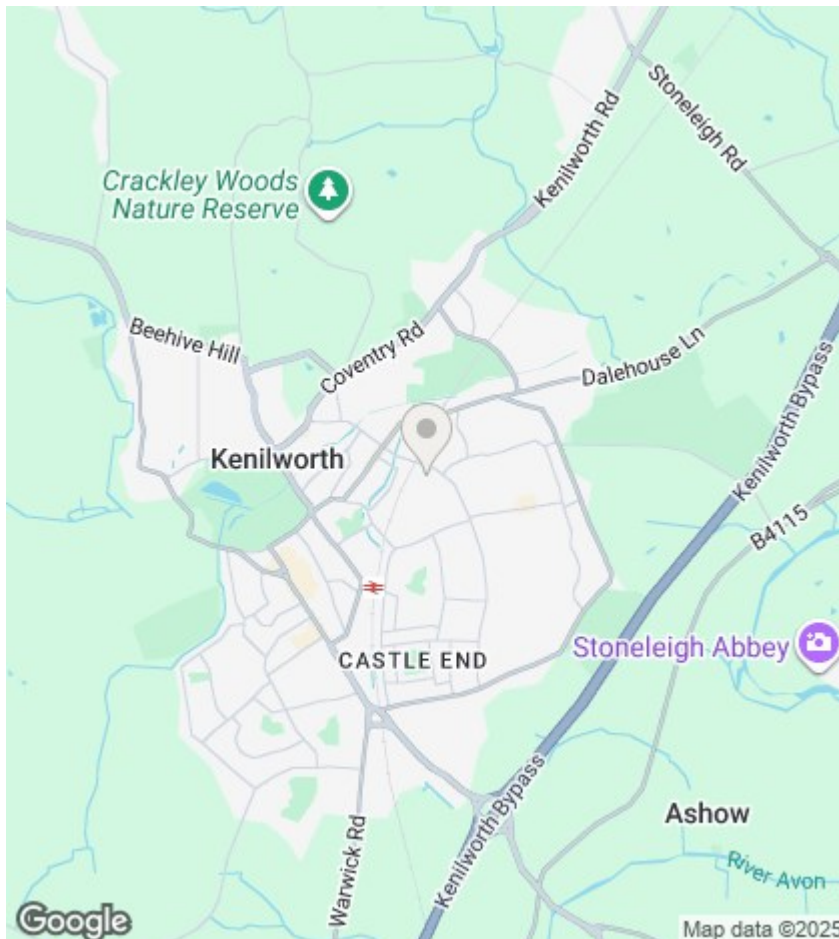 Stoneleigh Rd
Kenilworth Rd
Crackley Woods
Nature Reserve
Beehive Hill
Coventry Rd
Dalehouse Ln
Kenilworth
Kenilworth Bypass
B4115
Stoneleigh Abbey
CASTLE END
Kenilworth Bypass
Ashow
Warwick Rd
River Avon
Google
Map data ©2025